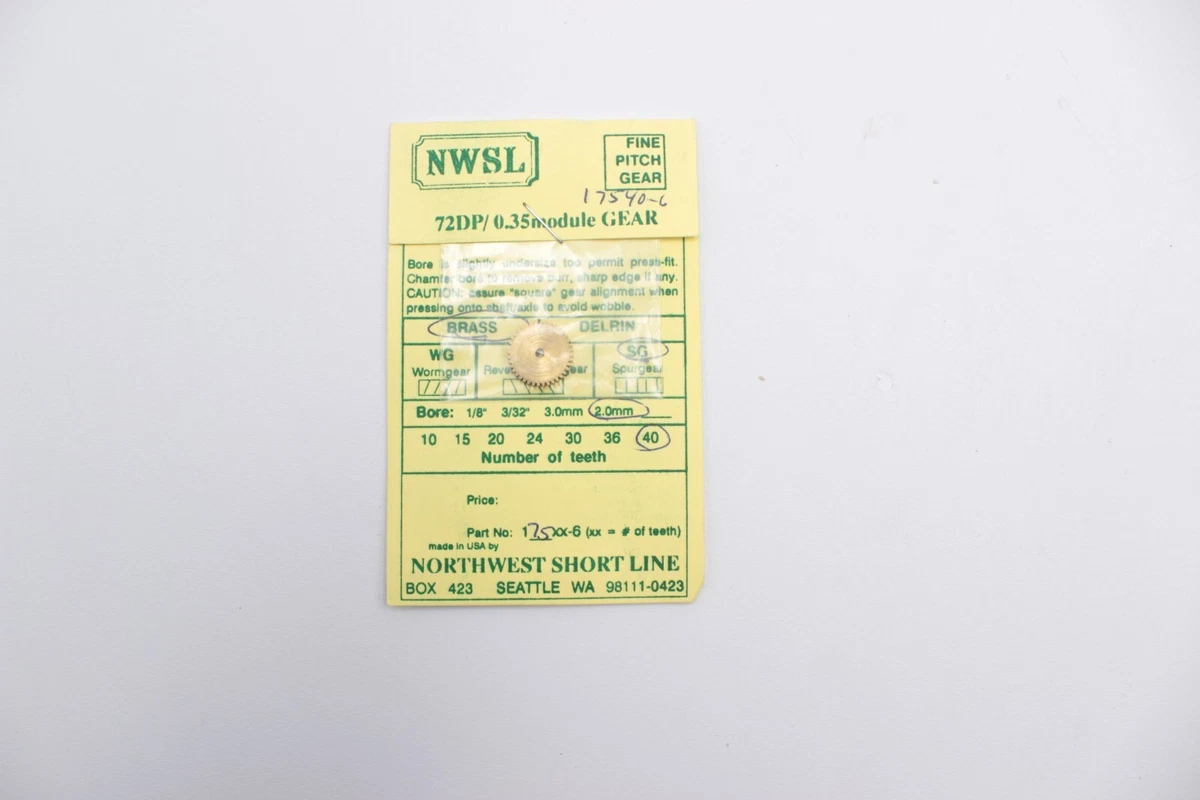 NWSL
FINE
PITCH
GEAR
17540-6
72DP/ 0.35module GEAR
Bore is slightly undersize too permit press-fit.
Chamfer bore to remove burr, sharp edge if any.
CAUTION: assure "square" gear alignment when
pressing onto shaft/axle to avoid wobble.
BRASS DELRIN
WG SG
Wormgear Spurgear
Bore: 1/8" 3/32" 3.0mm 2.0mm
10 15 20 24 30 36 40
Number of teeth
Price:
Part No: 175xx-6 (xx = # of teeth)
made in USA by
NORTHWEST SHORT LINE
BOX 423 SEATTLE WA 98111-0423